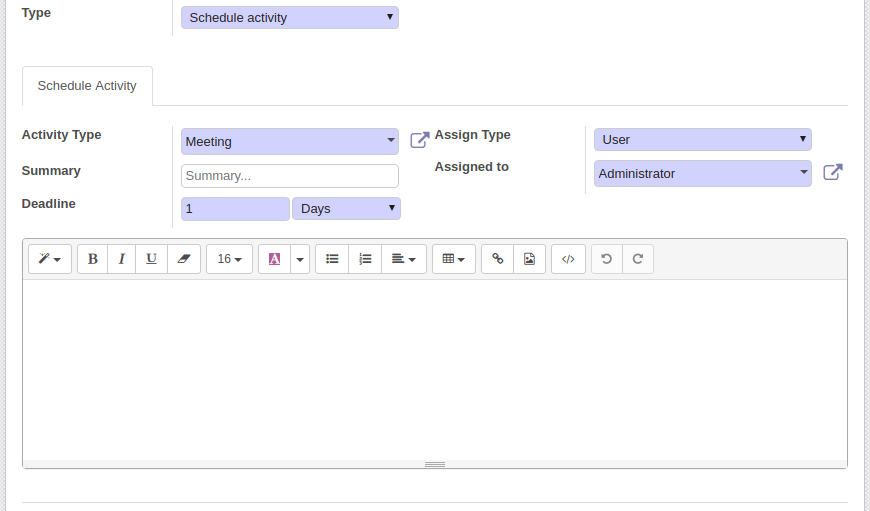 Type
Schedule activity
Schedule Activity
Activity Type
Meeting
Assign Type
User
Summary
Summary...
Assigned to
Administrator
Deadline
1
Days
B I U 16 A